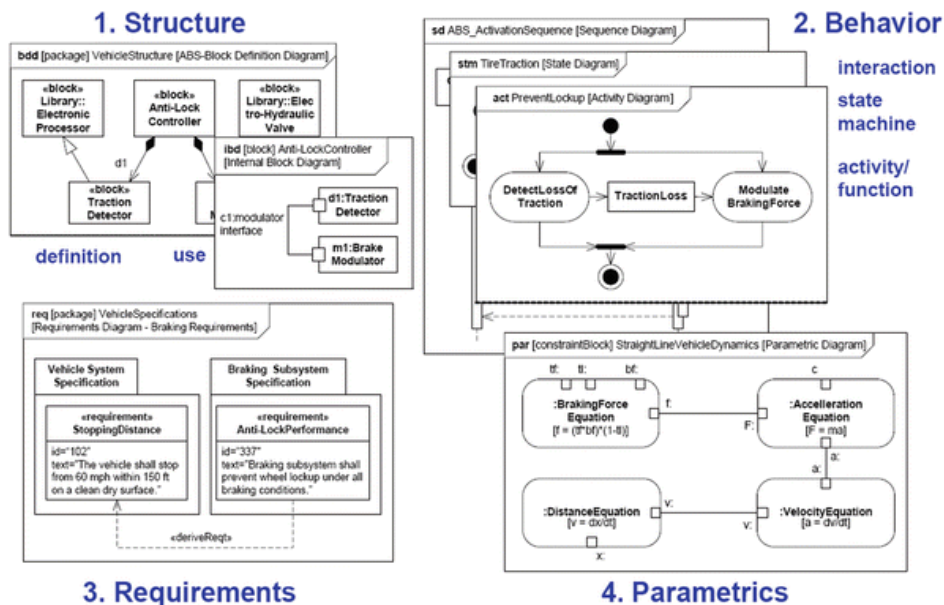 1. Structure
bdd [package] VehicleStructure [ABS-Block Definition Diagram]
«block»
Library::
Electronic
Processor
«block»
Anti-Lock
Controller
«block»
Library::Elec
tro-Hydraulic
Valve
d1
«block»
Traction
Detector
M
ibd [block] Anti-LockController
[Internal Block Diagram]
c1:modulator
interface
d1:Traction
Detector
m1:Brake
Modulator
definition
use
2. Behavior
sd ABS_ActivationSequence [Sequence Diagram]
stm TireTraction [State Diagram]
act PreventLockup [Activity Diagram]
DetectLossOf
Traction
TractionLoss
Modulate
BrakingForce
interaction
state
machine
activity/
function
req [package] VehicleSpecifications
[Requirements Diagram - Braking Requirements]
Vehicle System
Specification
«requirement»
StoppingDistance
id="102"
text="The vehicle shall stop
from 60 mph within 150 ft
on a clean dry surface."
Braking Subsystem
Specification
«requirement»
Anti-LockPerformance
id="337"
text="Braking subsystem shall
prevent wheel lockup under all
braking conditions."
«deriveReqt»
3. Requirements
par [constraintBlock] StraightLineVehicleDynamics [Parametric Diagram]
tf: tl: bf:
:BrakingForce
Equation
[f = (tf*bf)*(1-tl)]
f:
F:
c
:Accelleration
Equation
[F = ma]
a:
a:
:DistanceEquation
[v = dx/dt]
v:
v:
:VelocityEquation
[a = dv/dt]
x:
4. Parametrics